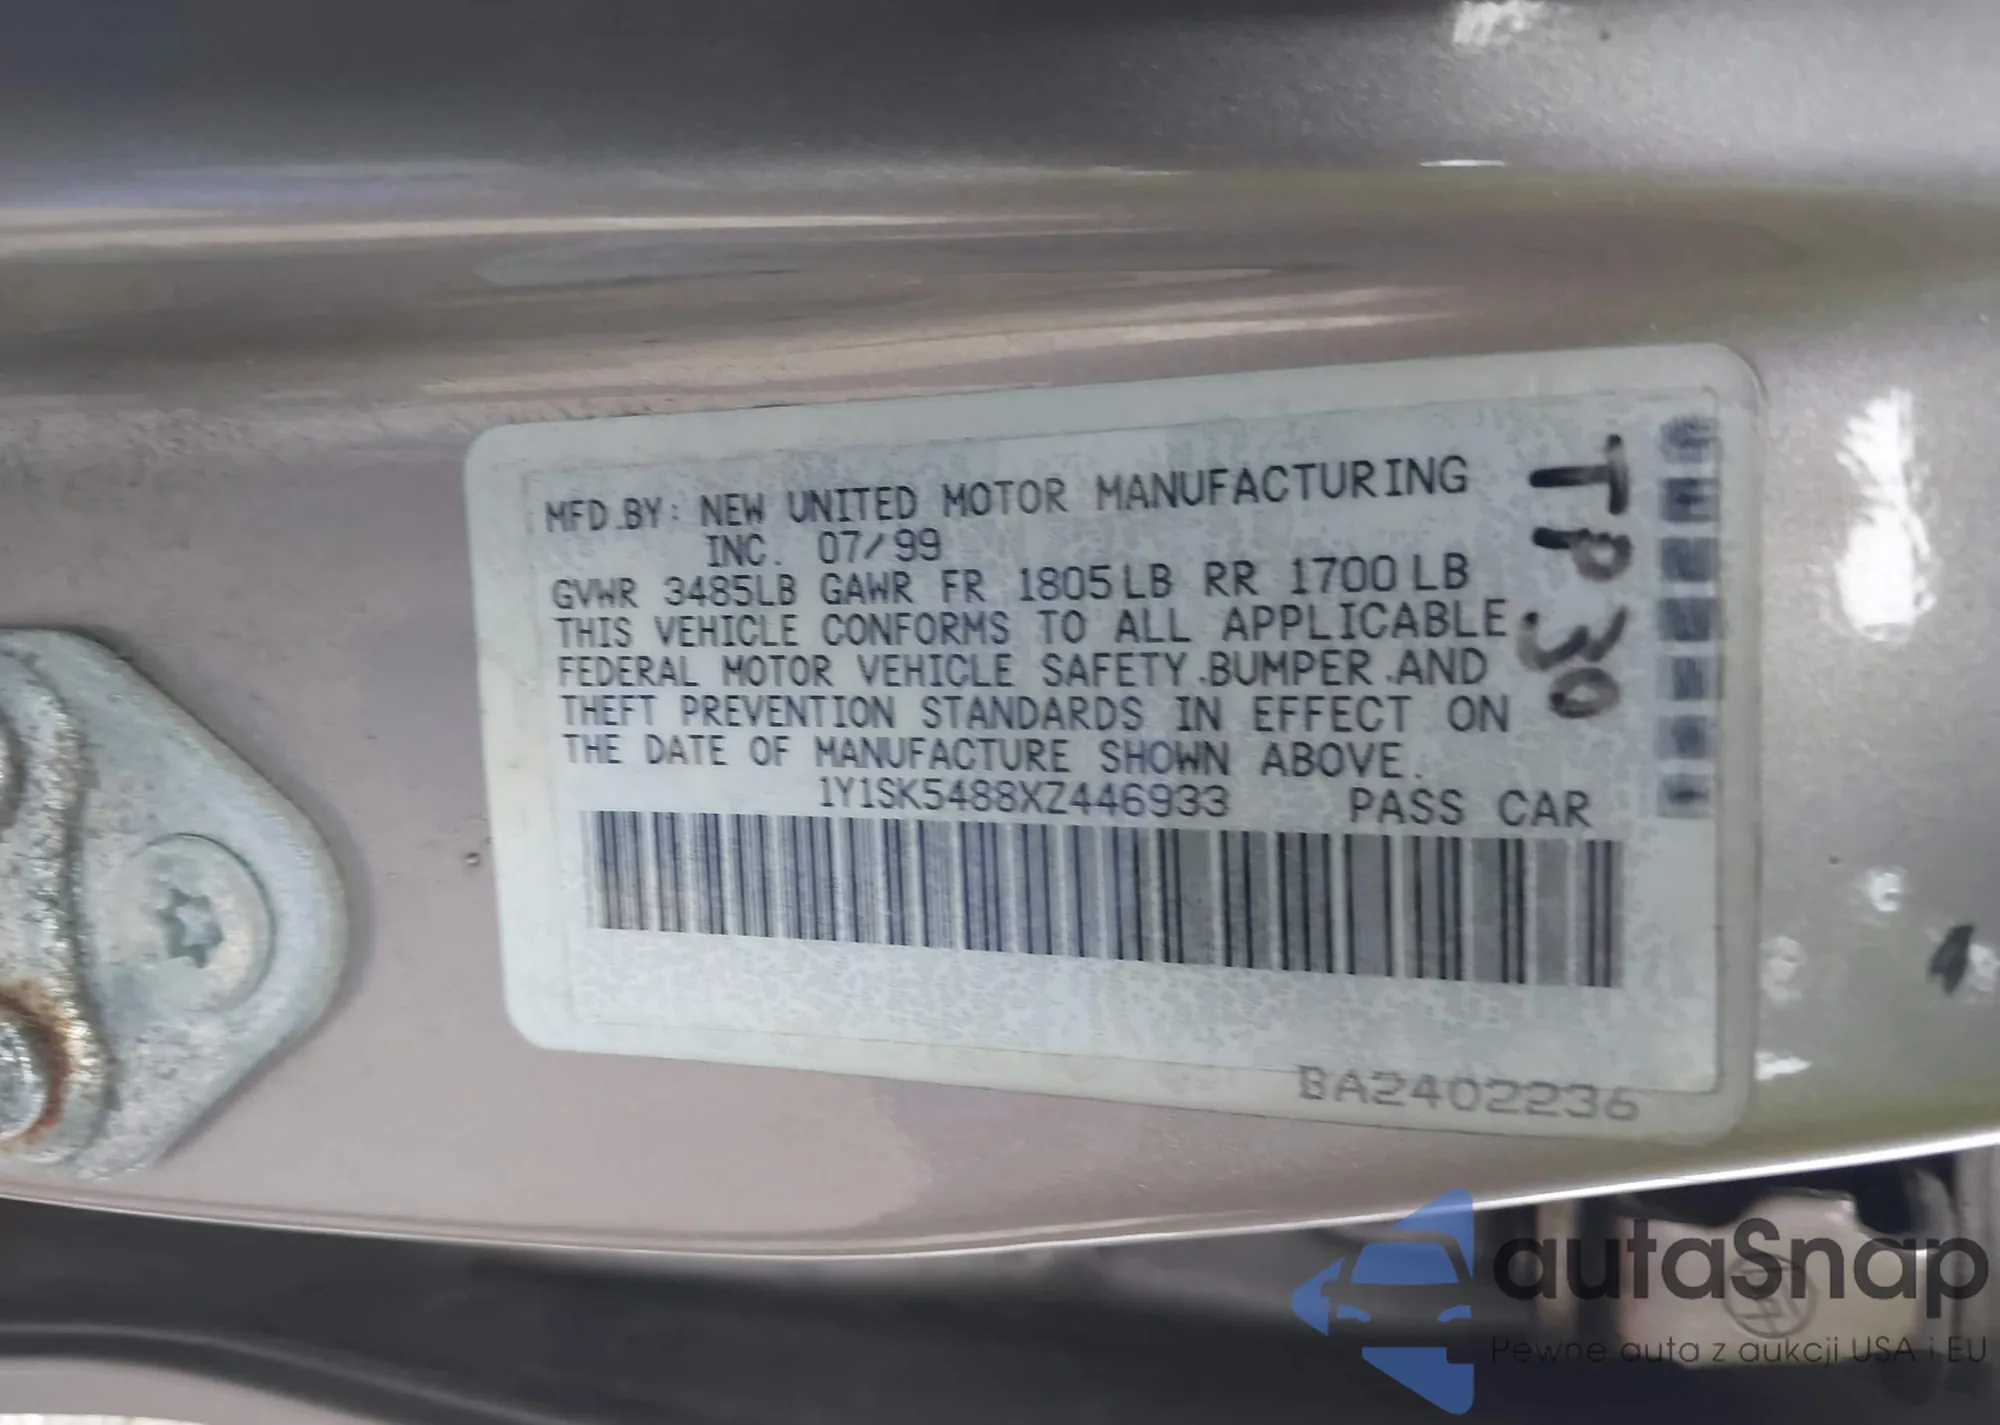 MFD.BY: NEW UNITED MOTOR MANUFACTURING
INC. 07/99
GVWR 3485LB GAWR FR 1805LB RR 1700LB
THIS VEHICLE CONFORMS TO ALL APPLICABLE
FEDERAL MOTOR VEHICLE SAFETY,BUMPER,AND
THEFT PREVENTION STANDARDS IN EFFECT ON
THE DATE OF MANUFACTURE SHOWN ABOVE.
1Y1SK5488XZ446933 PASS CAR
TP30
BA2402236
autaSnap
Pewne auta z aukcji USA i EU